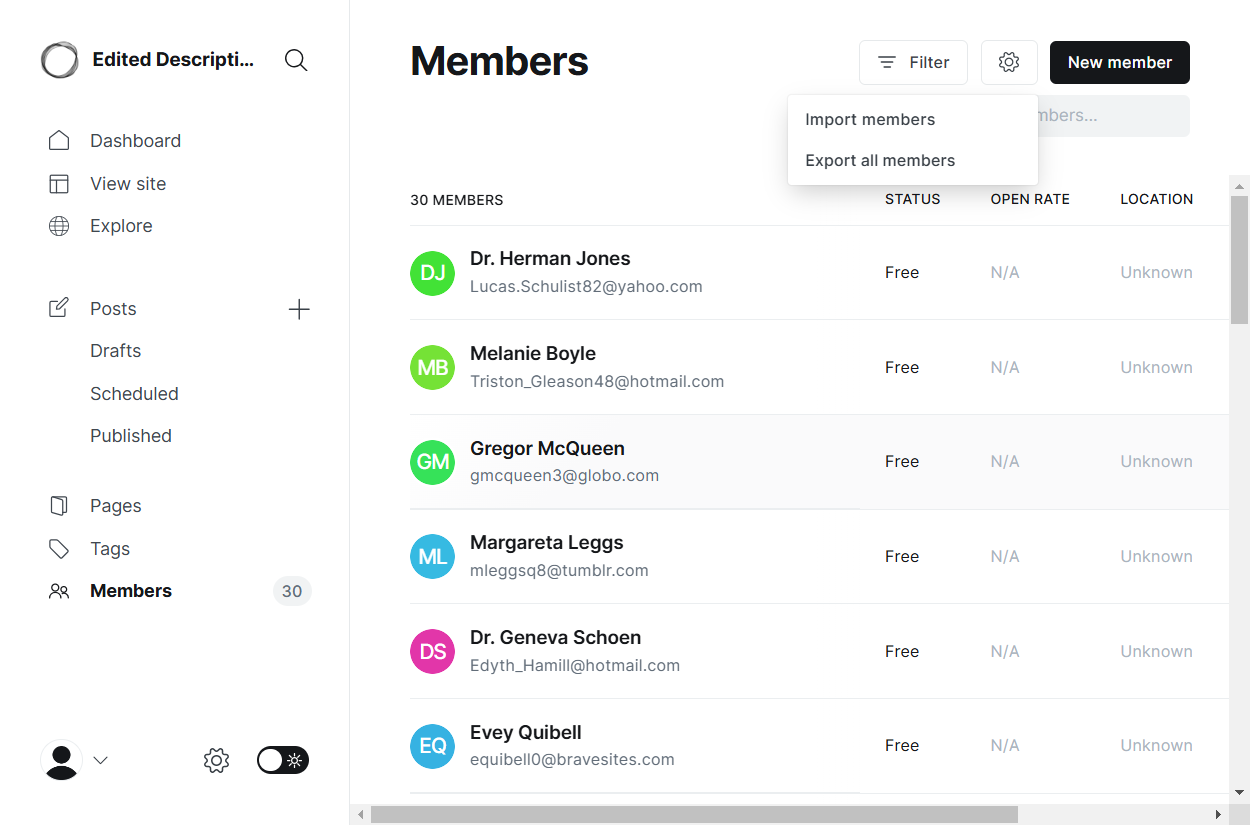 Edited Descripti...
Dashboard
View site
Explore
Posts
Drafts
Scheduled
Published
Pages
Tags
Members
30
Members
Filter
New member
mbers...
Import members
Export all members
30 MEMBERS STATUS OPEN RATE LOCATION
DJ Dr. Herman Jones
Lucas.Schulist82@yahoo.com
Free N/A Unknown
MB Melanie Boyle
Triston_Gleason48@hotmail.com
Free N/A Unknown
GM Gregor McQueen
gmcqueen3@globo.com
Free N/A Unknown
ML Margareta Leggs
mleggsq8@tumblr.com
Free N/A Unknown
DS Dr. Geneva Schoen
Edyth_Hamill@hotmail.com
Free N/A Unknown
EQ Evey Quibell
equibell0@bravesites.com
Free N/A Unknown